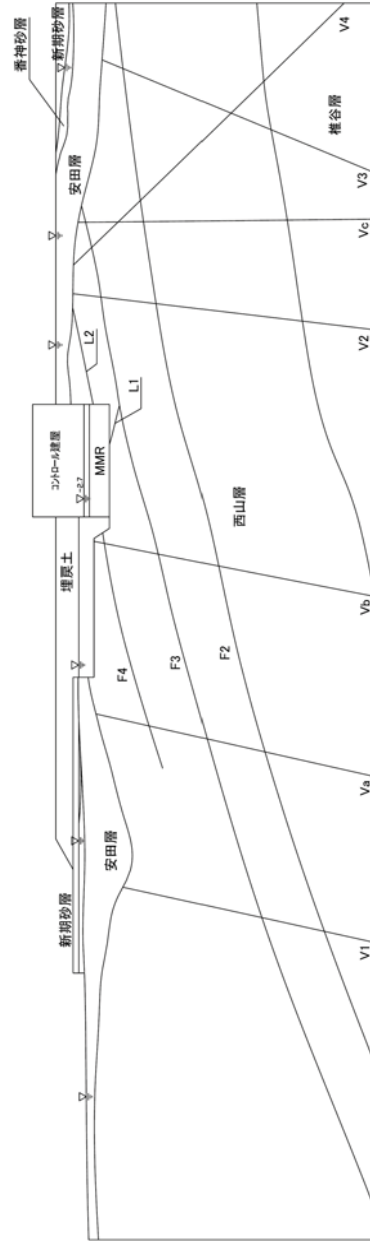 番神砂層
新期砂層
安田層
コントロール建屋
-2.7
MMR
埋戻土
新期砂層
安田層
L2
L1
F4
F3
F2
西山層
椎谷層
V1
Va
Vb
V2
Vc
V3
V4